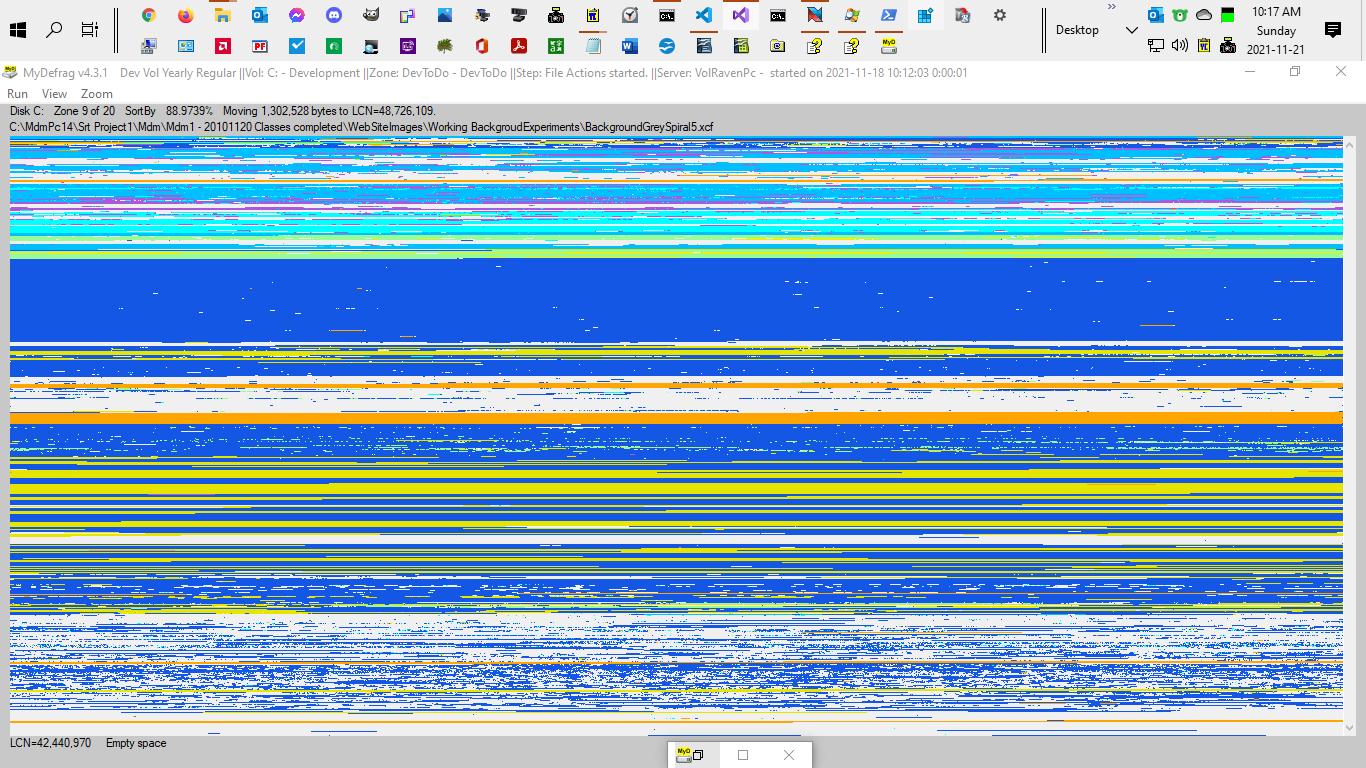 10:17 AM
Desktop
Sunday
2021-11-21
MyDefrag v4.3.1 Dev Vol Yearly Regular ||Vol: C: - Development ||Zone: DevToDo - DevToDo ||Step: File Actions started. ||Server: VolRavenPc - started on 2021-11-18 10:12:03 0:00:01
Run View Zoom
Disk C: Zone 9 of 20 SortBy 88.9739% Moving 1,302,528 bytes to LCN=48,726,109.
C:\MdmPc14\Srt Project1\Mdm\Mdm1 - 20101120 Classes completed\WebSiteImages\Working BackgroudExperiments\BackgroundGreySpiral5.xcf
LCN=42,440,970 Empty space
MyD